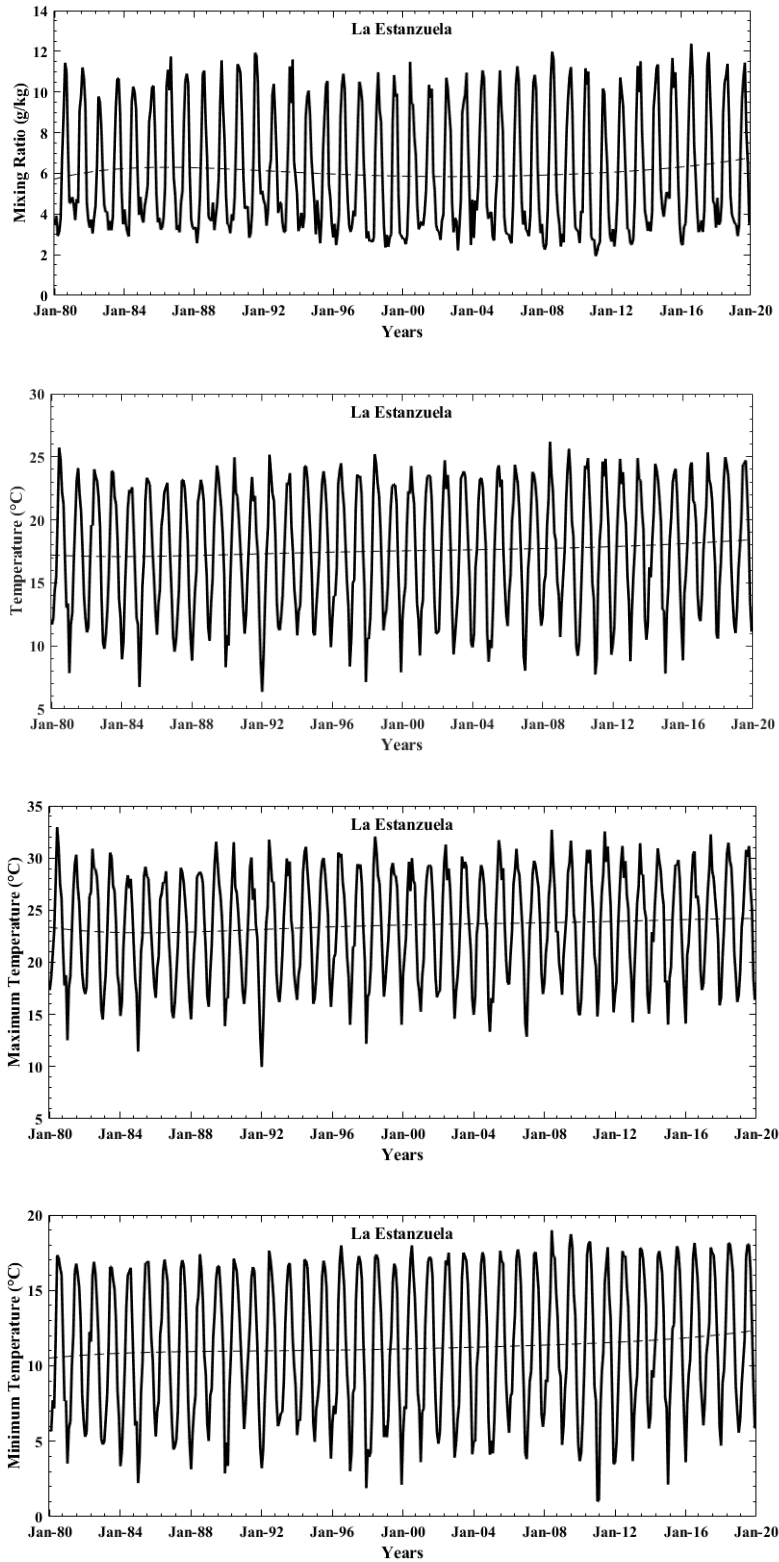 La Estanzuela
Mixing Ratio (g/kg)
14
12
10
8
6
4
2
0
Jan-80 Jan-84 Jan-88 Jan-92 Jan-96 Jan-00 Jan-04 Jan-08 Jan-12 Jan-16 Jan-20
Years
La Estanzuela
Temperature (°C)
30
25
20
15
10
5
Jan-80 Jan-84 Jan-88 Jan-92 Jan-96 Jan-00 Jan-04 Jan-08 Jan-12 Jan-16 Jan-20
Years
La Estanzuela
Maximum Temperature (°C)
35
30
25
20
15
10
5
Jan-80 Jan-84 Jan-88 Jan-92 Jan-96 Jan-00 Jan-04 Jan-08 Jan-12 Jan-16 Jan-20
Years
La Estanzuela
Minimum Temperature (°C)
20
15
10
5
0
Jan-80 Jan-84 Jan-88 Jan-92 Jan-96 Jan-00 Jan-04 Jan-08 Jan-12 Jan-16 Jan-20
Years